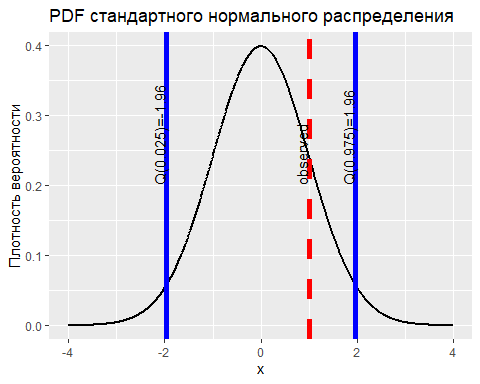 PDF стандартного нормального распределения
Плотность вероятности
0.4
0.3
0.2
0.1
0.0
Q(0.025)=-1.96
observed
Q(0.975)=1.96
-4
-2
0
2
4
x